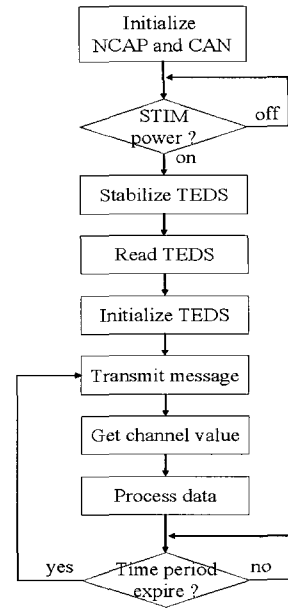 Initialize
NCAP and CAN
STIM
power ?
off
on
Stabilize TEDS
Read TEDS
Initialize TEDS
Transmit message
Get channel value
Process data
yes
Time period
expire ?
no